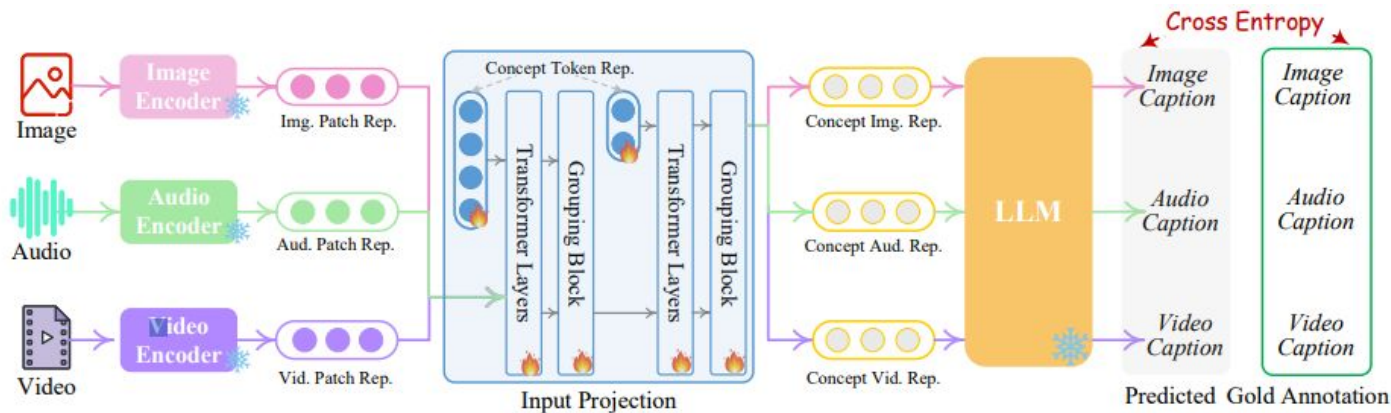 Cross Entropy
Image
Image
Encoder
Img. Patch Rep.
Audio
Audio
Encoder
Aud. Patch Rep.
Video
Video
Encoder
Vid. Patch Rep.
Concept Token Rep.
Transformer Layers
Grouping Block
Transformer Layers
Grouping Block
Input Projection
Concept Img. Rep.
Concept Aud. Rep.
Concept Vid. Rep.
LLM
Image
Caption
Audio
Caption
Video
Caption
Predicted
Image
Caption
Audio
Caption
Video
Caption
Gold Annotation